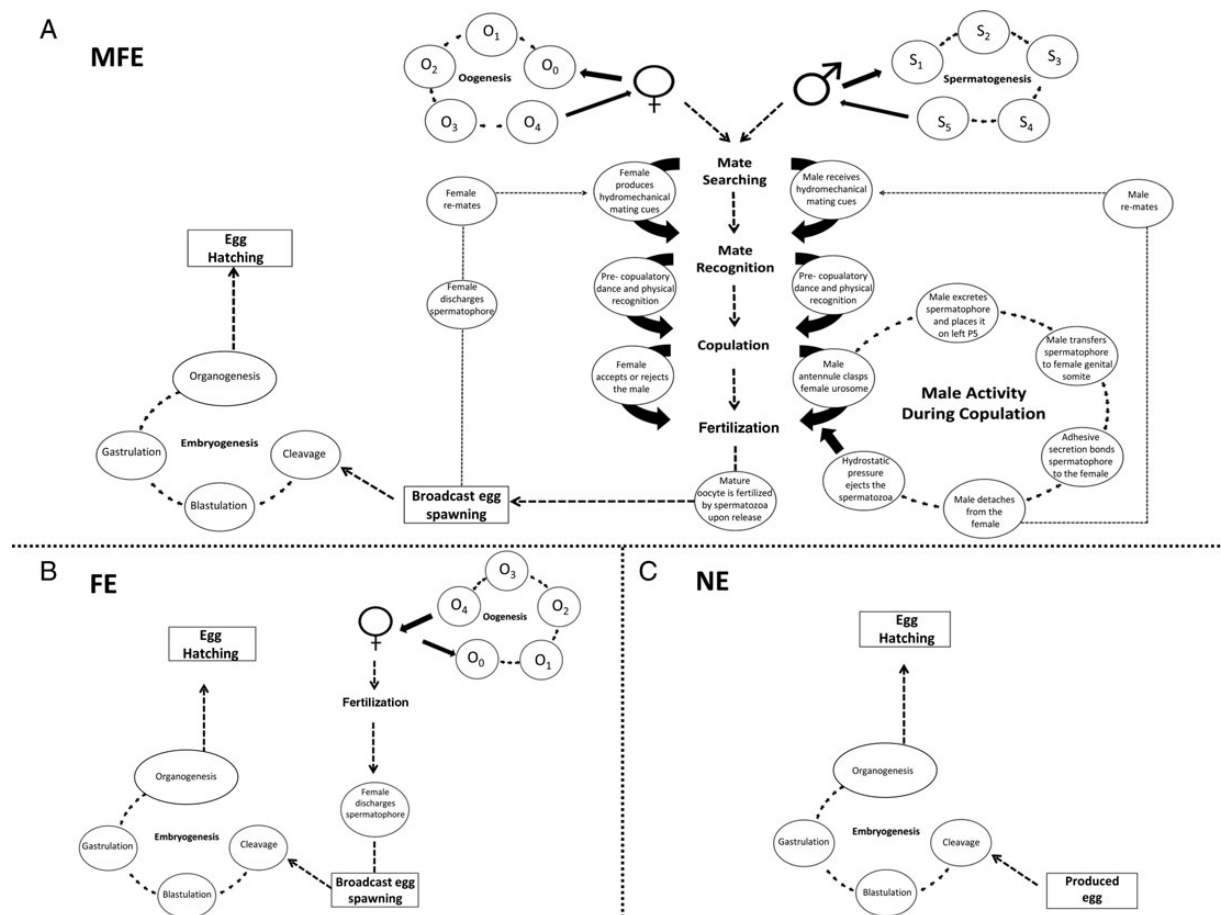 A
MFE
O1
O2
O0
Oogenesis
O3
O4
S2
S1
S3
Spermatogenesis
S5
S4
Mate
Searching
Female
produces
hydromechanical
mating cues
Male receives
hydromechanical
mating cues
Female
re-mates
Male
re-mates
Mate
Recognition
Pre- copualatory
dance and physical
recognition
Pre- copulatory
dance and physical
recognition
Egg
Hatching
Female
discharges
spermatophore
Copulation
Female
accepts or rejects
the male
Male
antennule clasps
female urosome
Male excretes
spermatophore
and places it
on left P5
Male transfers
spermatophore
to female genital
somite
Male Activity
During Copulation
Adhesive
secretion bonds
spermatophore
to the female
Male detaches
from the
female
Hydrostatic
pressure ejects
the spermatozoa
Fertilization
Mature
oocyte is fertilized
by spermatozoa
upon release
Broadcast egg
spawning
Organogenesis
Gastrulation
Embryogenesis
Cleavage
Blastulation
B
FE
O3
O4
O2
Oogenesis
O0
O1
Egg
Hatching
Fertilization
Female
discharges
spermatophore
Broadcast egg
spawning
Organogenesis
Gastrulation
Embryogenesis
Cleavage
Blastulation
C
NE
Egg
Hatching
Organogenesis
Gastrulation
Embryogenesis
Cleavage
Blastulation
Produced
egg